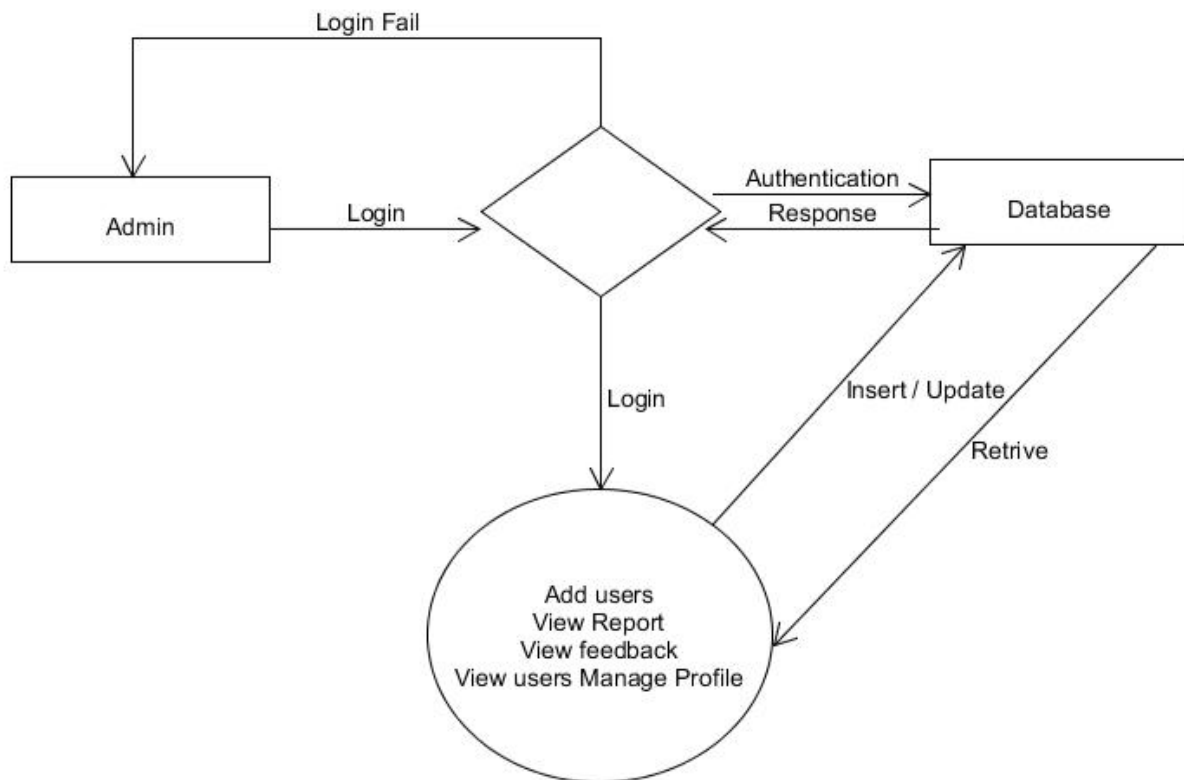 Login Fail
Admin
Login
Authentication
Response
Database
Login
Insert / Update
Retrive
Add users
View Report
View feedback
View users Manage Profile